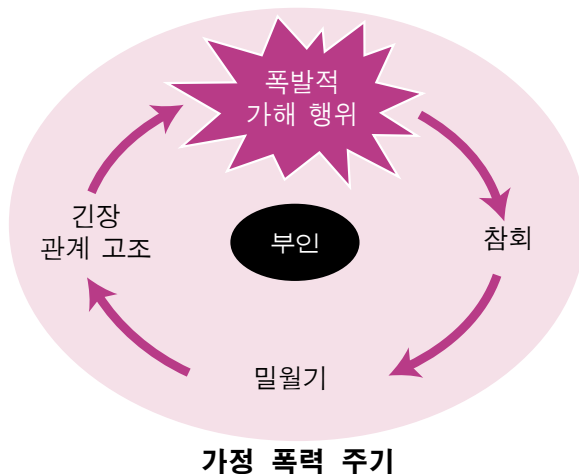 폭발적
가해 행위
긴장
관계 고조
부인
참회
밀월기
가정 폭력 주기